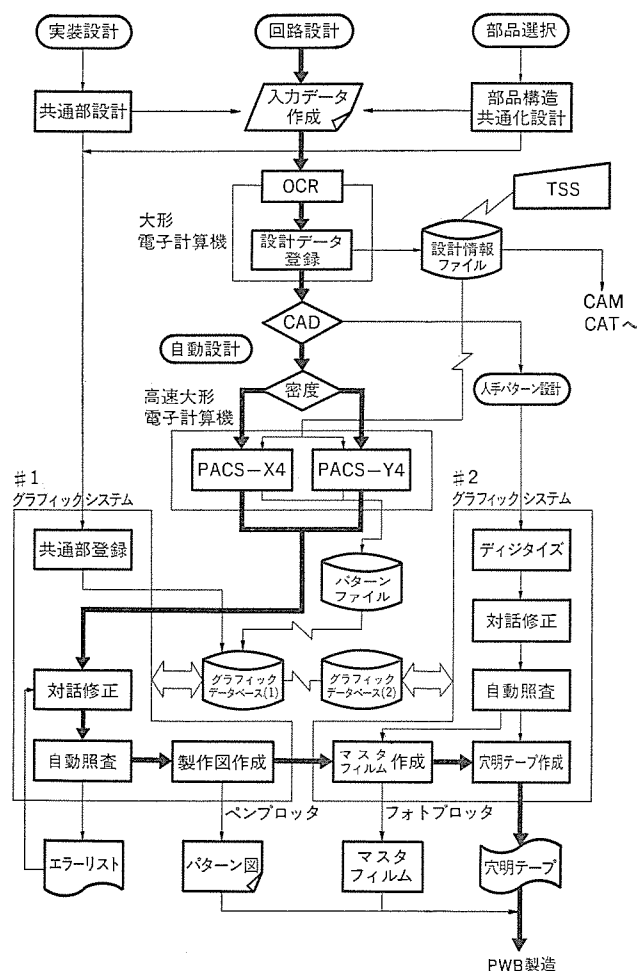 実装設計
回路設計
部品選択
共通部設計
入力データ
作成
部品構造
共通化設計
OCR
TSS
大形
電子計算機
設計データ
登録
設計情報
ファイル
CAM
CAT へ
CAD
自動設計
密度
人手パターン設計
高速大形
電子計算機
PACS-X4
PACS-Y4
#1
グラフィックシステム
#2
グラフィックシステム
共通部登録
ディジタイズ
パターン
ファイル
対話修正
対話修正
グラフィック
データベース(1)
グラフィック
データベース(2)
自動照査
自動照査
製作図作成
マスタ
フィルム 作成
穴明テープ作成
ペンプロッタ
フォトプロッタ
エラーリスト
パターン図
マスタ
フィルム
穴明テープ
PWB製造